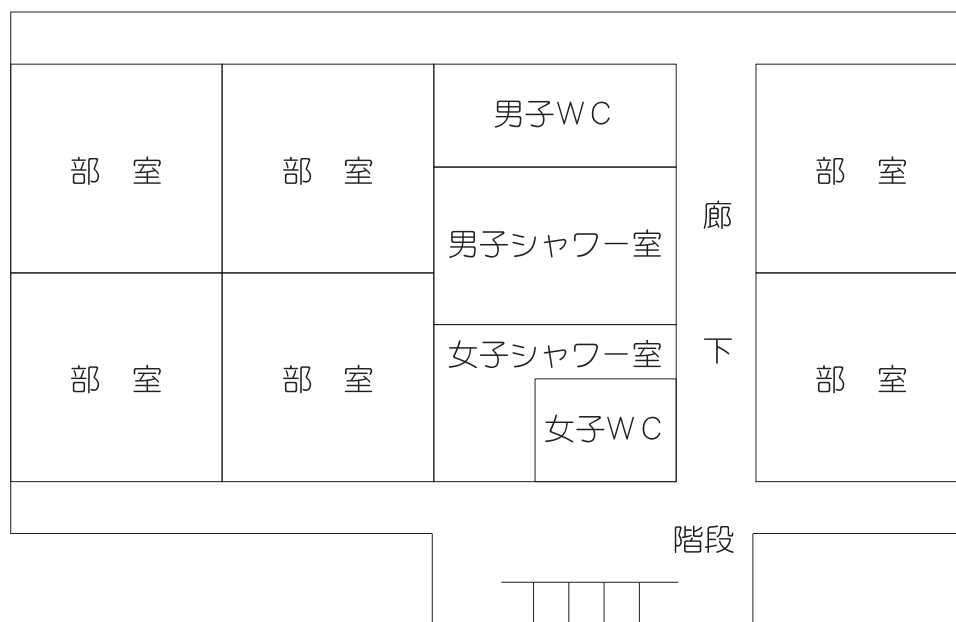 男子WC
部　室
部　室
部　室
男子シャワー室
廊下
女子シャワー室
部　室
部　室
部　室
女子WC
階段